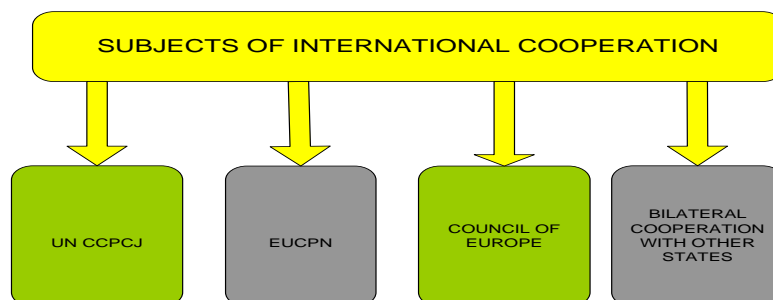 SUBJECTS OF INTERNATIONAL COOPERATION
UN CCPCJ
EUCPN
COUNCIL OF
EUROPE
BILATERAL
COOPERATION
WITH OTHER
STATES